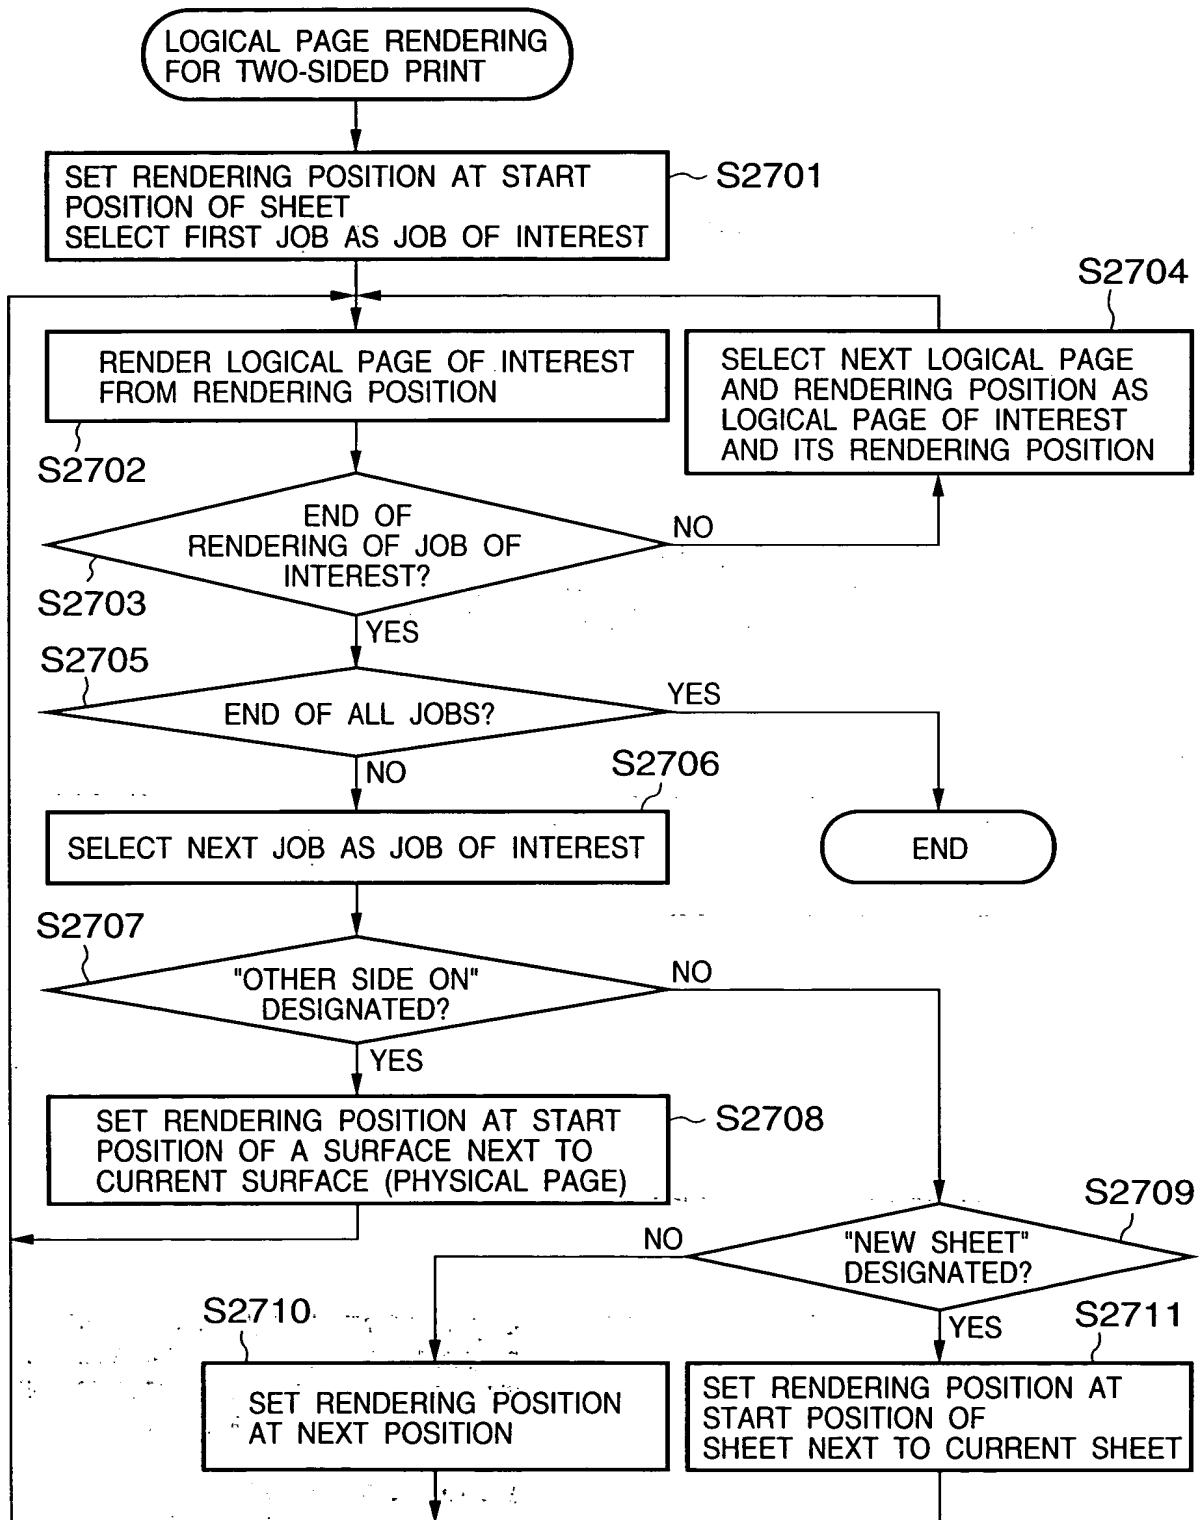 LOGICAL PAGE RENDERING
FOR TWO-SIDED PRINT
SET RENDERING POSITION AT START
POSITION OF SHEET
SELECT FIRST JOB AS JOB OF INTEREST
S2701
S2704
RENDER LOGICAL PAGE OF INTEREST
FROM RENDERING POSITION
S2702
SELECT NEXT LOGICAL PAGE
AND RENDERING POSITION AS
LOGICAL PAGE OF INTEREST
AND ITS RENDERING POSITION
END OF
RENDERING OF JOB OF
INTEREST?
NO
S2703
YES
S2705
END OF ALL JOBS?
YES
NO
S2706
SELECT NEXT JOB AS JOB OF INTEREST
END
S2707
"OTHER SIDE ON"
DESIGNATED?
NO
YES
SET RENDERING POSITION AT START
POSITION OF A SURFACE NEXT TO
CURRENT SURFACE (PHYSICAL PAGE)
S2708
S2709
"NEW SHEET"
DESIGNATED?
NO
YES
S2710
SET RENDERING POSITION
AT NEXT POSITION
S2711
SET RENDERING POSITION AT
START POSITION OF
SHEET NEXT TO CURRENT SHEET